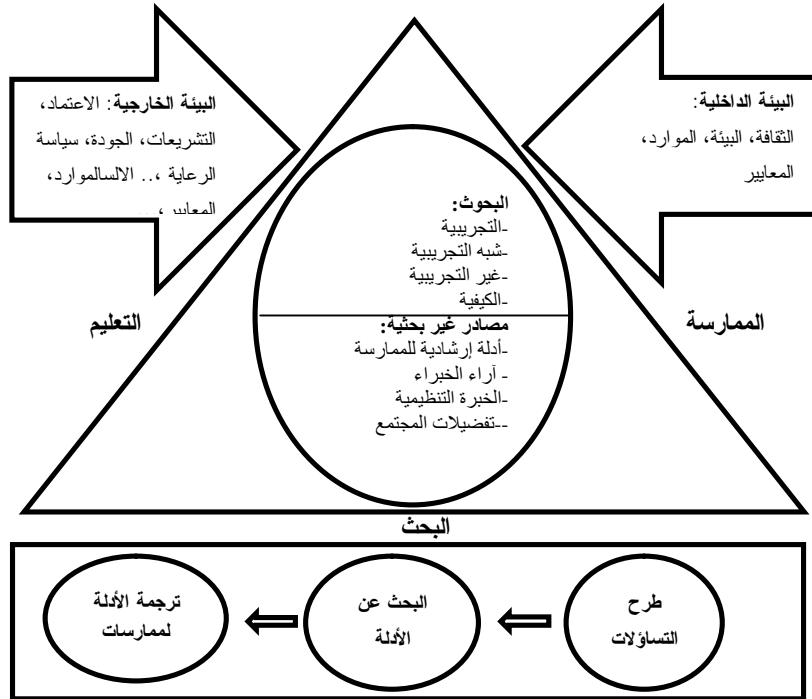 البيئة الداخلية:
الثقافة، البيئة، الموارد،
المعايير
البيئة الخارجية: الاعتماد،
التشريعات، الجودة، سياسة
الرعاية ،.. الالسالموارد،
المعايير ،...
البحوث:
-التجريبية
-شبه التجريبية
-غير التجريبية
-الكيفية
مصادر غير بحثية:
-أدلة إرشادية للممارسة
- آراء الخبراء
-الخبرة التنظيمية
--تفضيلات المجتمع
الممارسة
التعليم
البحث
طرح
التساؤلات
البحث عن
الأدلة
ترجمة الأدلة
لممارسات